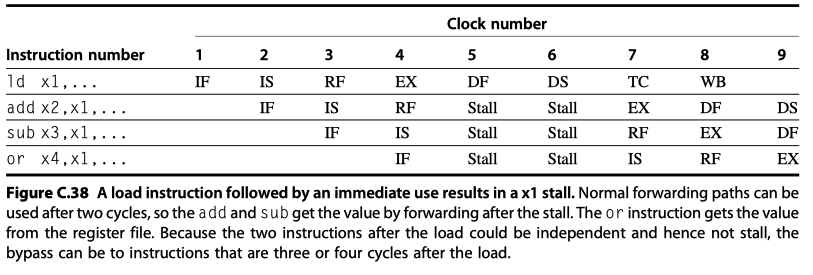 Clock number
Instruction number 1 2 3 4 5 6 7 8 9
ld x1,... IF IS RF EX DF DS TC WB
add x2,x1,... IF IS RF Stall Stall EX DF DS
sub x3,x1,... IF IS Stall Stall RF EX DF
or x4,x1,... IF Stall Stall IS RF EX
Figure C.38 A load instruction followed by an immediate use results in a x1 stall. Normal forwarding paths can be
used after two cycles, so the add and sub get the value by forwarding after the stall. The or instruction gets the value
from the register file. Because the two instructions after the load could be independent and hence not stall, the
bypass can be to instructions that are three or four cycles after the load.